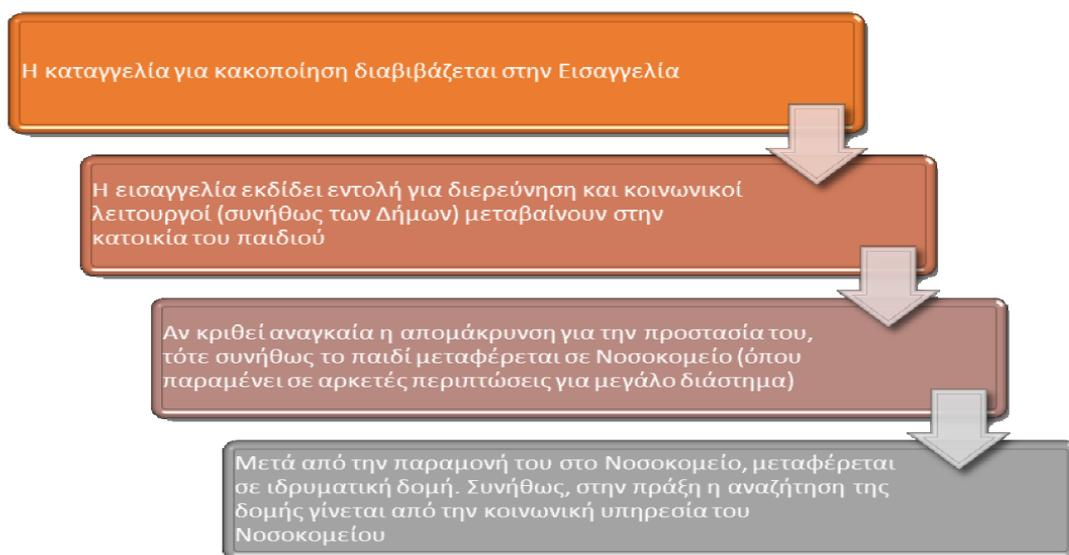 Η καταγγελία για κακοποίηση διαβιβάζεται στην Εισαγγελία
Η εισαγγελία εκδίδει εντολή για διερεύνηση και κοινωνικοί
λειτουργοί (συνήθως των Δήμων) μεταβαίνουν στην
κατοικία του παιδιού
Αν κριθεί αναγκαία η απομάκρυνση για την προστασία του,
τότε συνήθως το παιδί μεταφέρεται σε Νοσοκομείο (όπου
παραμένει σε αρκετές περιπτώσεις για μεγάλο διάστημα)
Μετά από την παραμονή του στο Νοσοκομείο, μεταφέρεται
σε ιδρυματική δομή. Συνήθως, στην πράξη η αναζήτηση της
δομής γίνεται από την κοινωνική υπηρεσία του
Νοσοκομείου